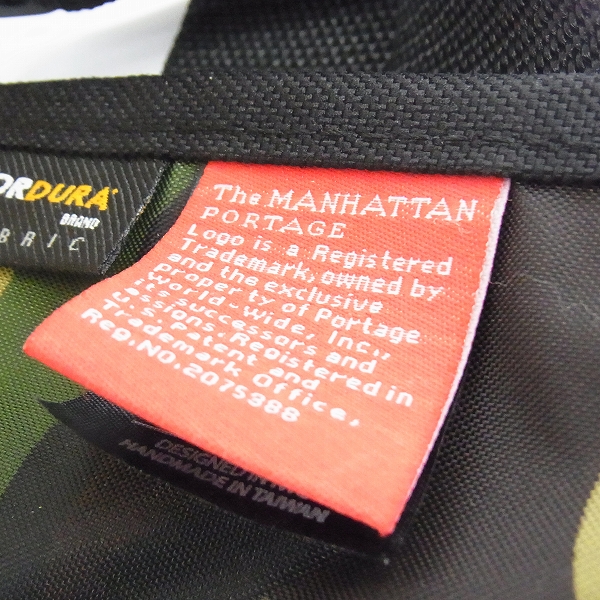 ORDURA
BRAND
BRIC
The MANHATTAN
PORTAGE
Logo is a Registered
Trademark, owned by
and the exclusive
property of Portage
World-Wide, Inc.,
its successors and
assigns, Registered in
U.S. Patent and
Trademark Office,
Reg.NO.2075388
DESIGNED IN
HANDMADE IN TAIWAN